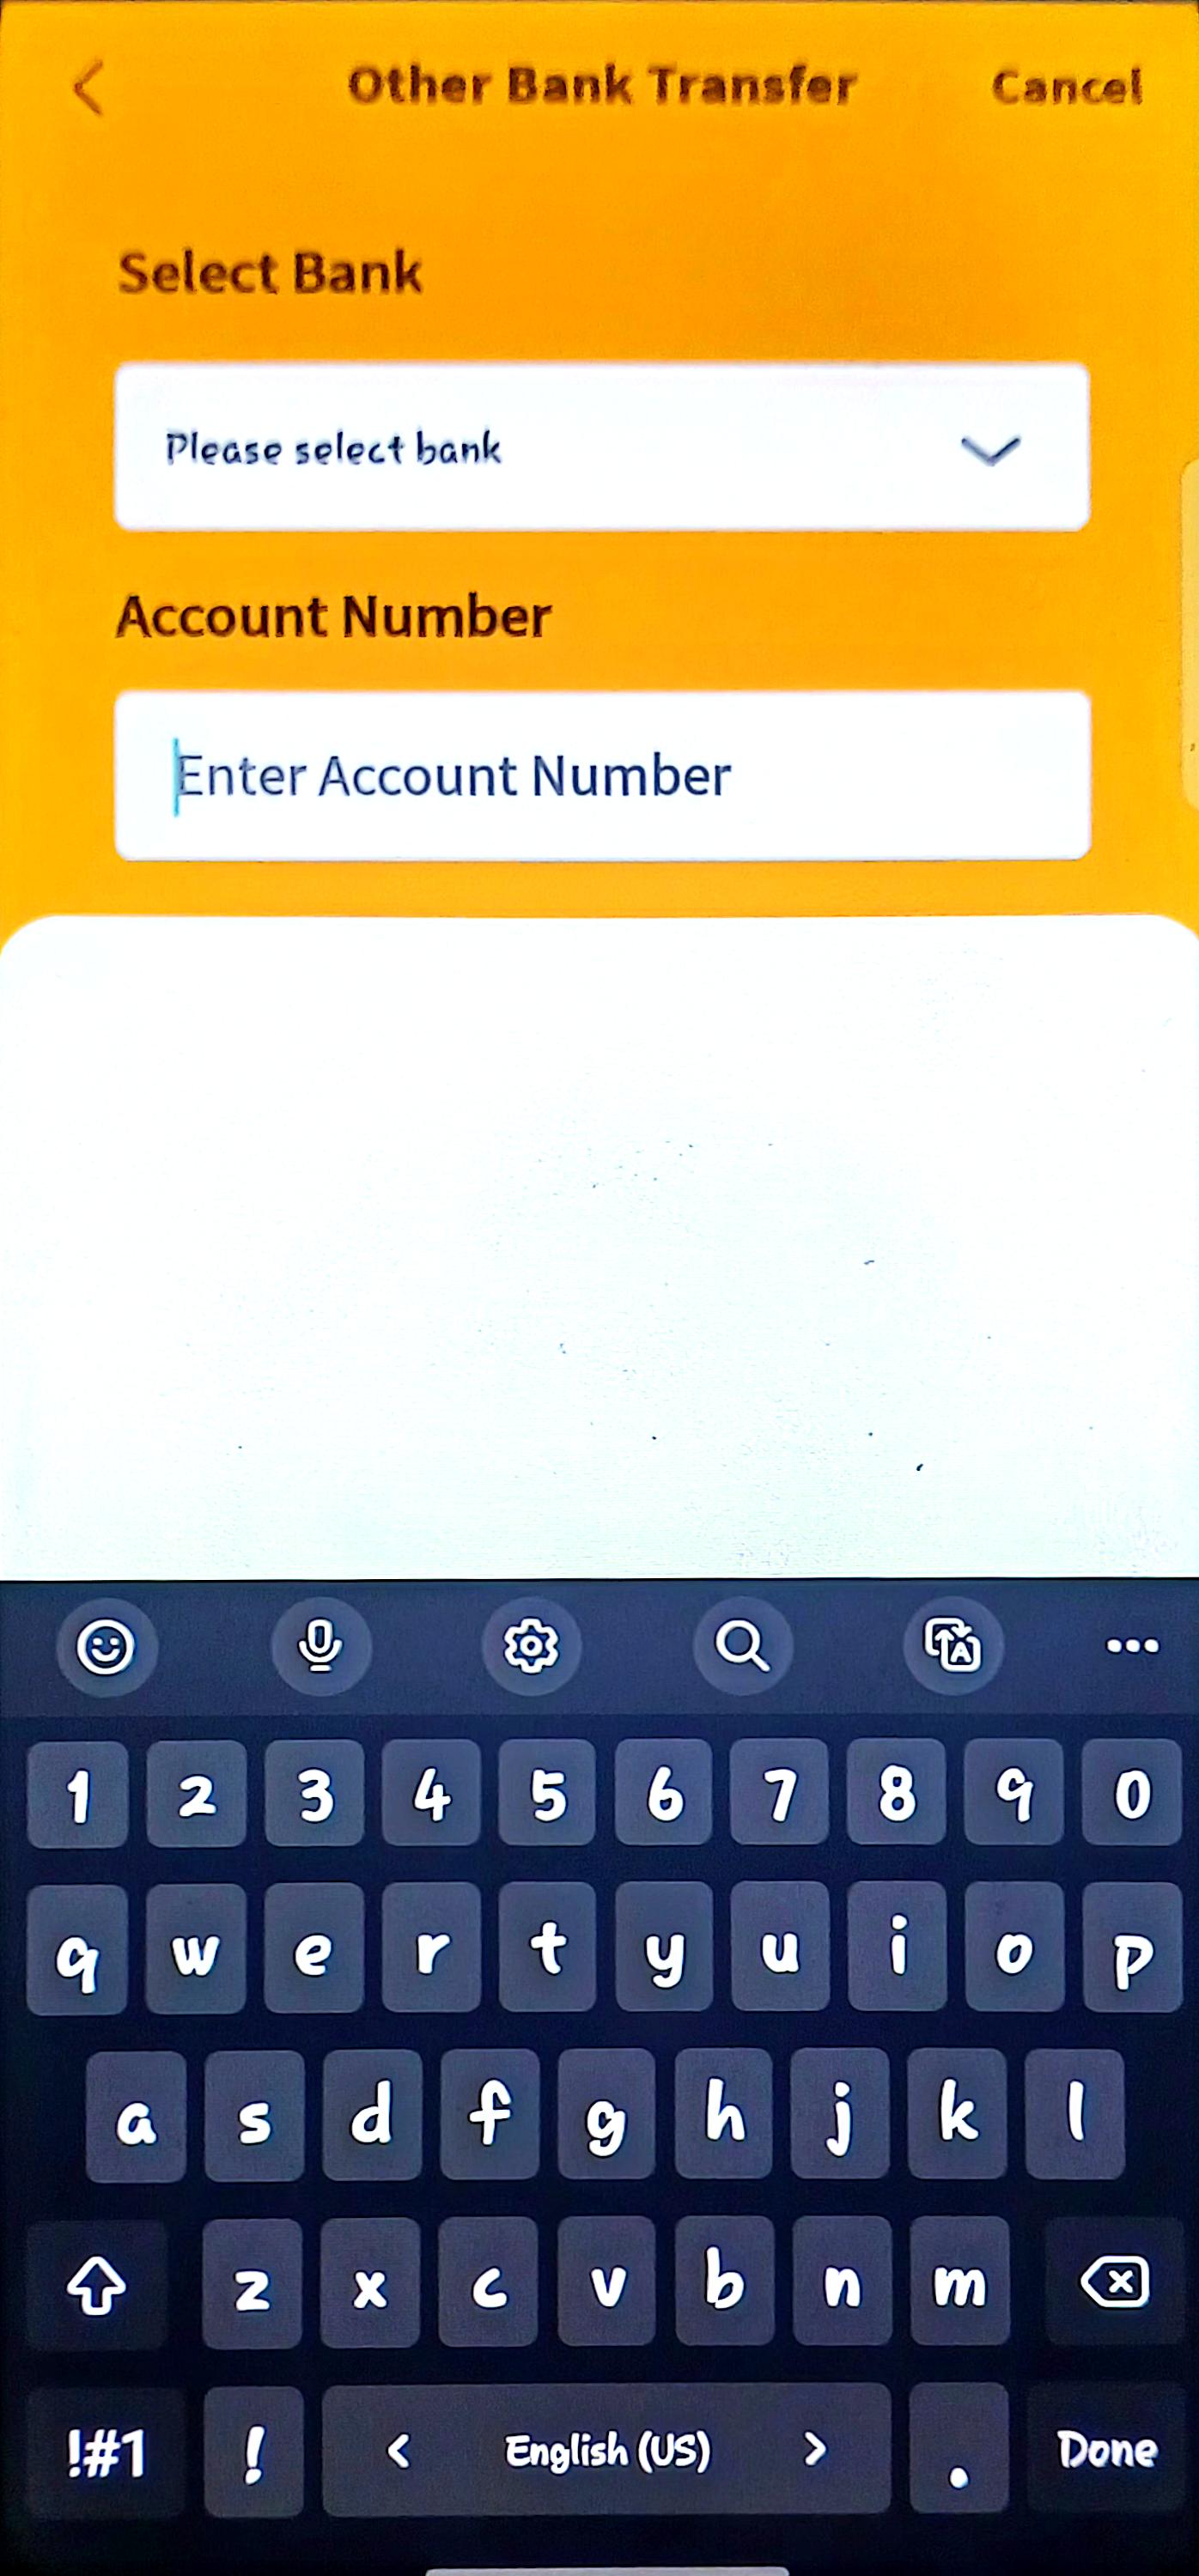 Other Bank Transfer Cancel
Select Bank
Please select bank
Account Number
Enter Account Number
1 2 3 4 5 6 7 8 9 0
q w e r t y u i o p
a s d f g h j k l
z x c v b n m
!#1 ! < English (US) > . Done